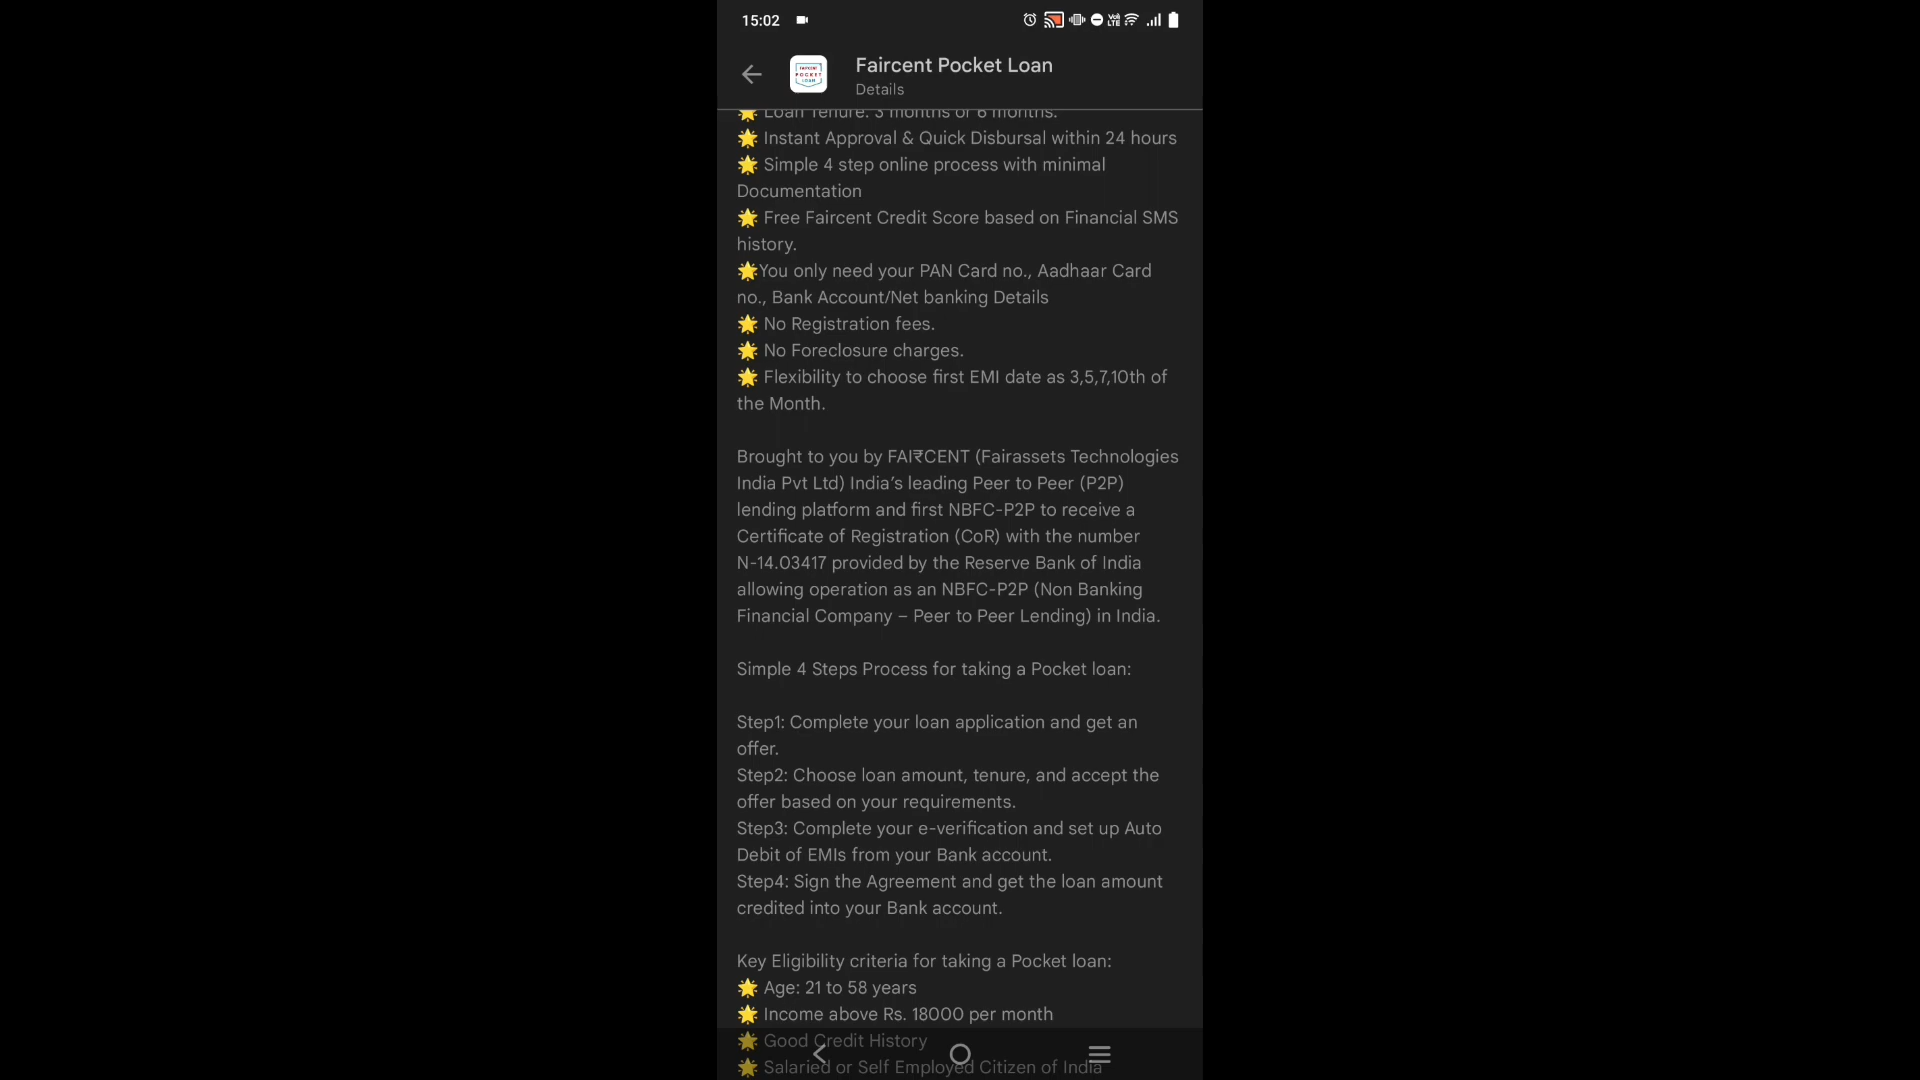 15:02
Faircent Pocket Loan
Details
FAIRCENT
POCKET
LOAN
🌟 Loan Tenure: 3 months or 6 months.
🌟 Instant Approval & Quick Disbursal within 24 hours
🌟 Simple 4 step online process with minimal
Documentation
🌟 Free Faircent Credit Score based on Financial SMS
history.
🌟You only need your PAN Card no., Aadhaar Card
no., Bank Account/Net banking Details
🌟 No Registration fees.
🌟 No Foreclosure charges.
🌟 Flexibility to choose first EMI date as 3,5,7,10th of
the Month.
Brought to you by FAI₹CENT (Fairassets Technologies
India Pvt Ltd) India’s leading Peer to Peer (P2P)
lending platform and first NBFC-P2P to receive a
Certificate of Registration (CoR) with the number
N-14.03417 provided by the Reserve Bank of India
allowing operation as an NBFC-P2P (Non Banking
Financial Company – Peer to Peer Lending) in India.
Simple 4 Steps Process for taking a Pocket loan:
Step1: Complete your loan application and get an
offer.
Step2: Choose loan amount, tenure, and accept the
offer based on your requirements.
Step3: Complete your e-verification and set up Auto
Debit of EMIs from your Bank account.
Step4: Sign the Agreement and get the loan amount
credited into your Bank account.
Key Eligibility criteria for taking a Pocket loan:
🌟 Age: 21 to 58 years
🌟 Income above Rs. 18000 per month
🌟 Good Credit History
🌟 Salaried or Self Employed Citizen of India